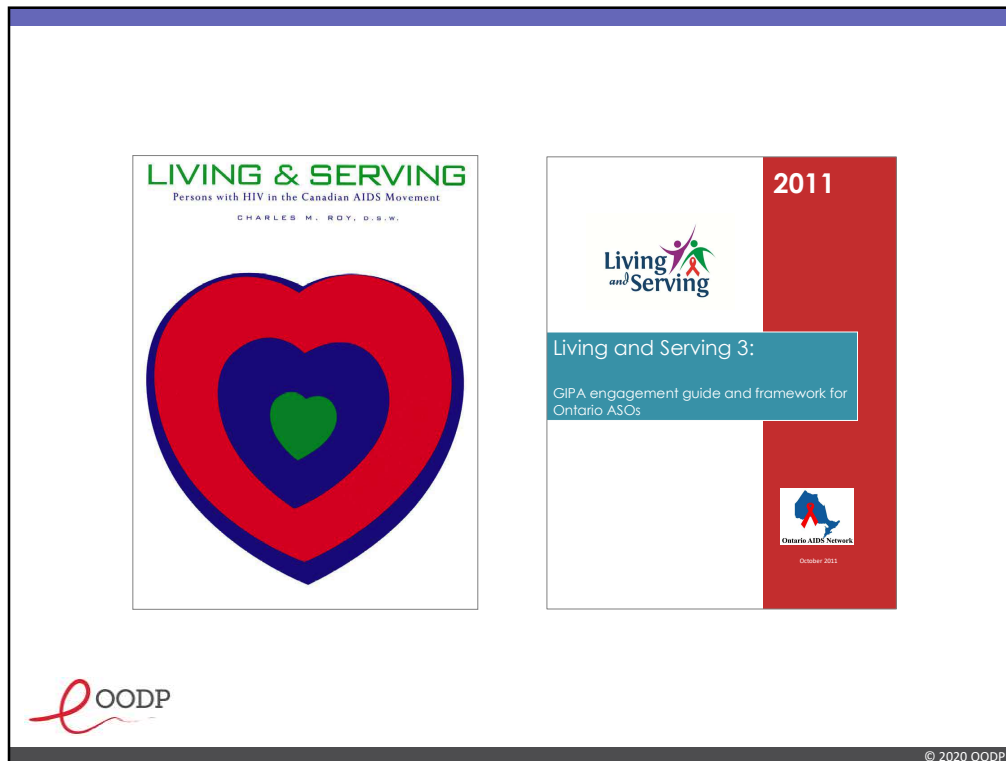 LIVING & SERVING
Persons with HIV in the Canadian AIDS Movement
CHARLES M. ROY, D.S.W.
2011
Living
and Serving
Living and Serving 3:
GIPA engagement guide and framework for
Ontario ASOs
Ontario AIDS Network
October 2011
OODP
© 2020 OODP